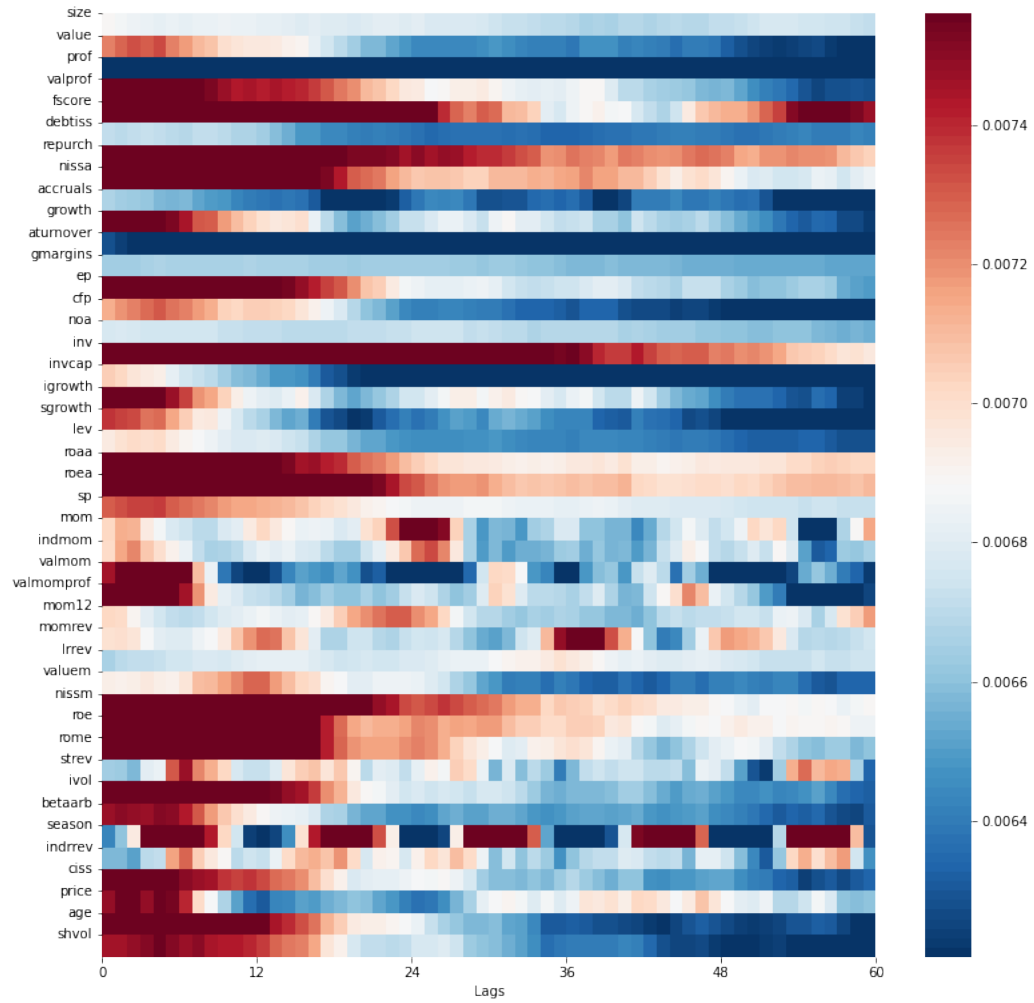 size
value
prof
valprof
fscore
debtiss
repurch
nissa
accruals
growth
aturnover
gmargins
ep
cfp
noa
inv
invcap
igrowth
sgrowth
lev
roaa
roea
sp
mom
indmom
valmom
valmomprof
mom12
momrev
lrrev
valuem
nissm
roe
rome
strev
ivol
betaarb
season
indrrev
ciss
price
age
shvol
0 12 24 36 48 60
Lags
0.0074
0.0072
0.0070
0.0068
0.0066
0.0064